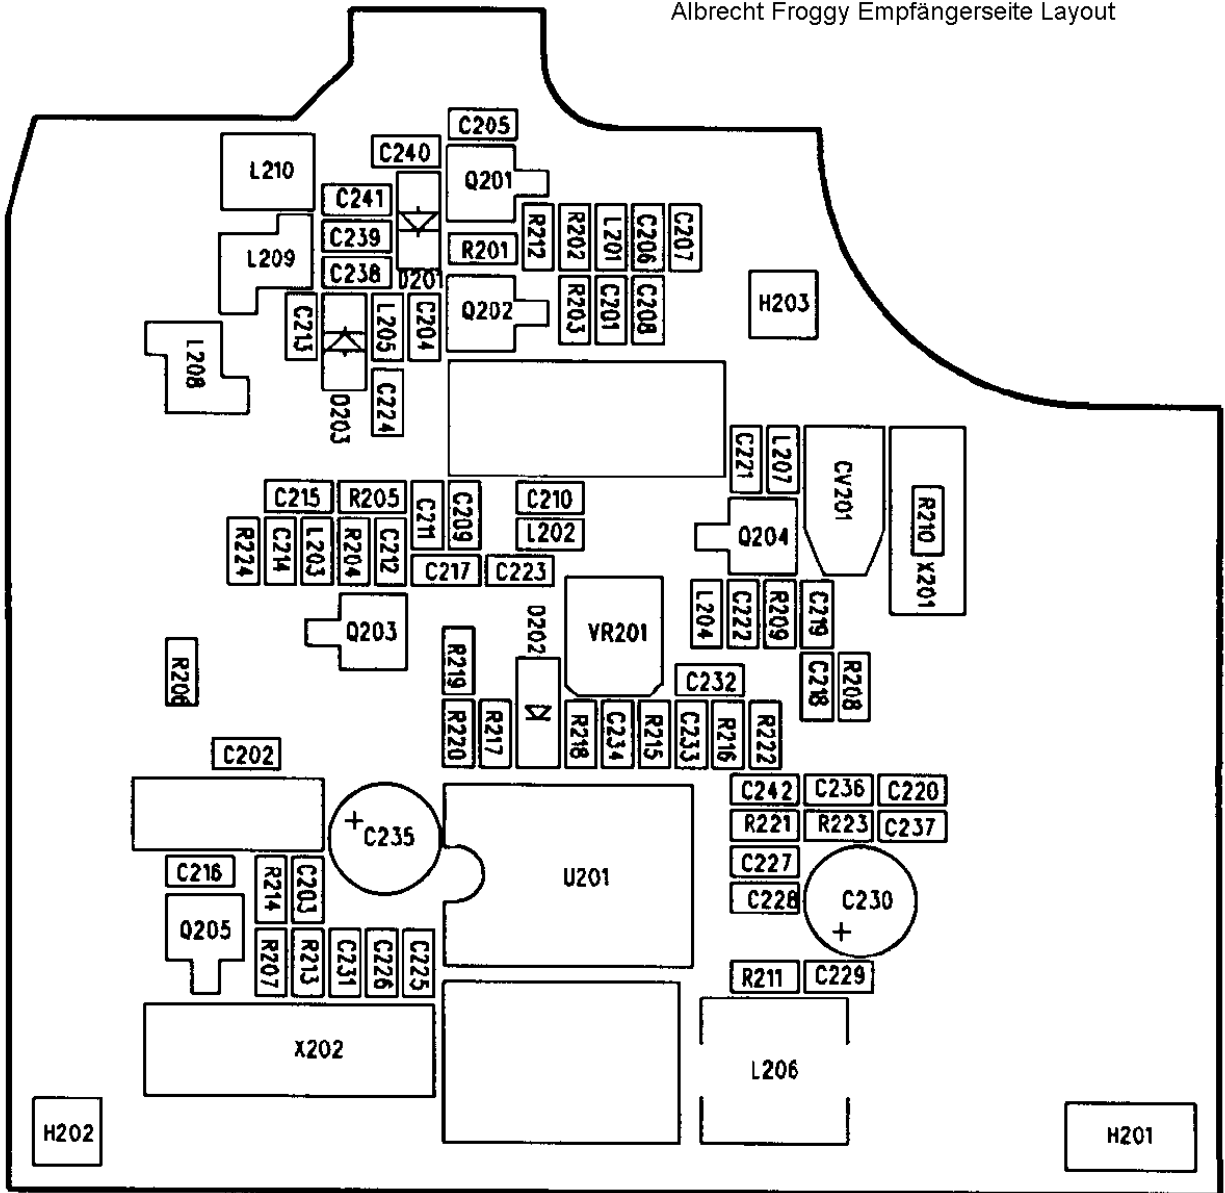 Albrecht Froggy Empfängerseite Layout
C205
C240
L210
Q201
C241
R212
R202
L201
C206
C207
C239
R201
L209
C238
D201
H203
Q202
R203
C201
C208
C213
L205
C204
L208
C224
D203
C221
L207
CV201
C215
R205
C211
C209
C210
R210
L202
Q204
R224
C214
L203
R204
C212
C217
C223
X201
L204
C222
R209
C219
D202
VR201
Q203
R219
R206
C232
C218
R208
R220
R217
R218
C234
R215
C233
R216
R222
C202
C242
C236
C220
R221
R223
C237
C235
+
C227
C216
R214
C203
U201
C228
C230
+
Q205
R207
R213
C231
C226
C225
R211
C229
X202
L206
H202
H201